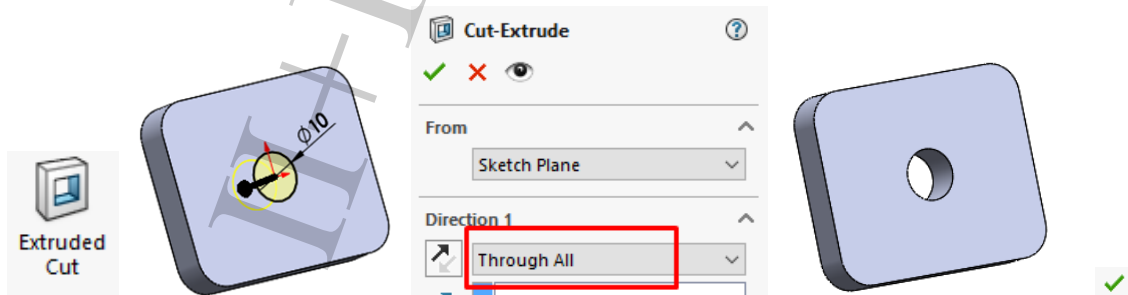 Extruded
Cut
Ø10
Cut-Extrude
From
Sketch Plane
Direction 1
Through All